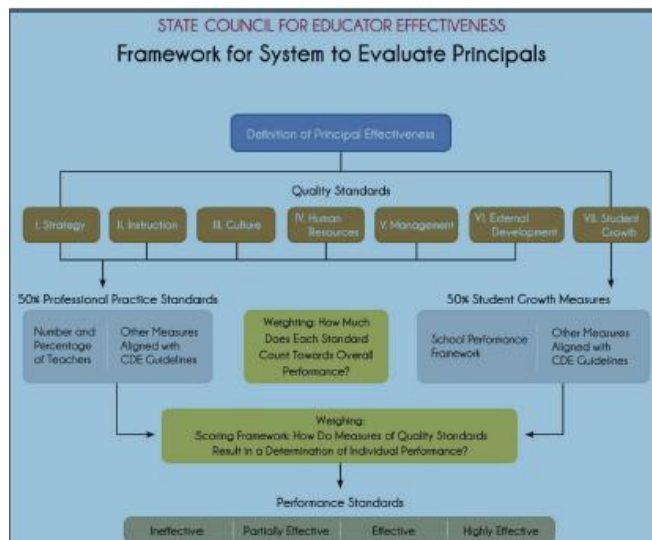 STATE COUNCIL FOR EDUCATOR EFFECTIVENESS
Framework for System to Evaluate Principals
Definition of Principal Effectiveness
Quality Standards
I. Strategy
II. Instruction
III. Culture
IV. Human
Resources
V. Management
VI. External
Development
VII. Student
Growth
50% Professional Practice Standards
50% Student Growth Measures
Number and
Percentage
of Teachers
Other Measures
Aligned with
CDE Guidelines
Weighting: How Much
Does Each Standard
Count Towards Overall
Performance?
School Performance
Framework
Other Measures
Aligned with
CDE Guidelines
Weighing:
Scoring Framework: How Do Measures of Quality Standards
Result in a Determination of Individual Performance?
Performance Standards
Ineffective
Partially Effective
Effective
Highly Effective